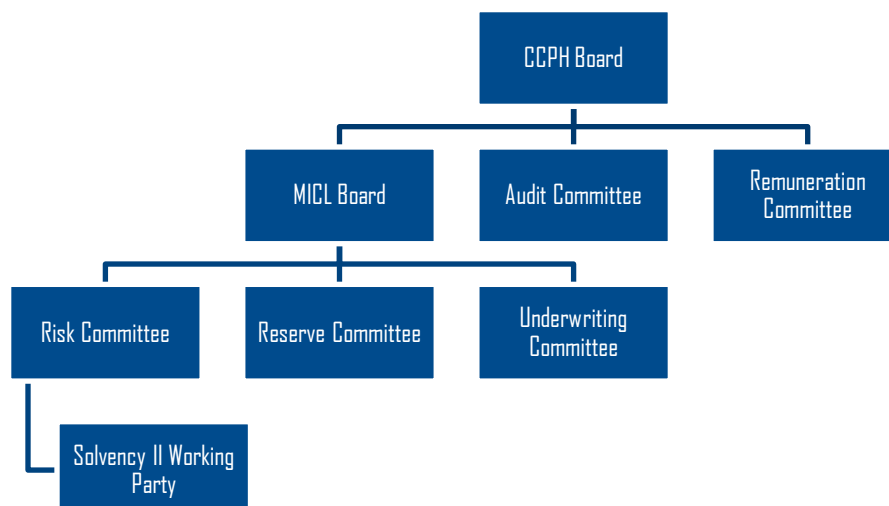 CCPH Board
MICL Board
Audit Committee
Remuneration
Committee
Risk Committee
Reserve Committee
Underwriting
Committee
Solvency II Working
Party